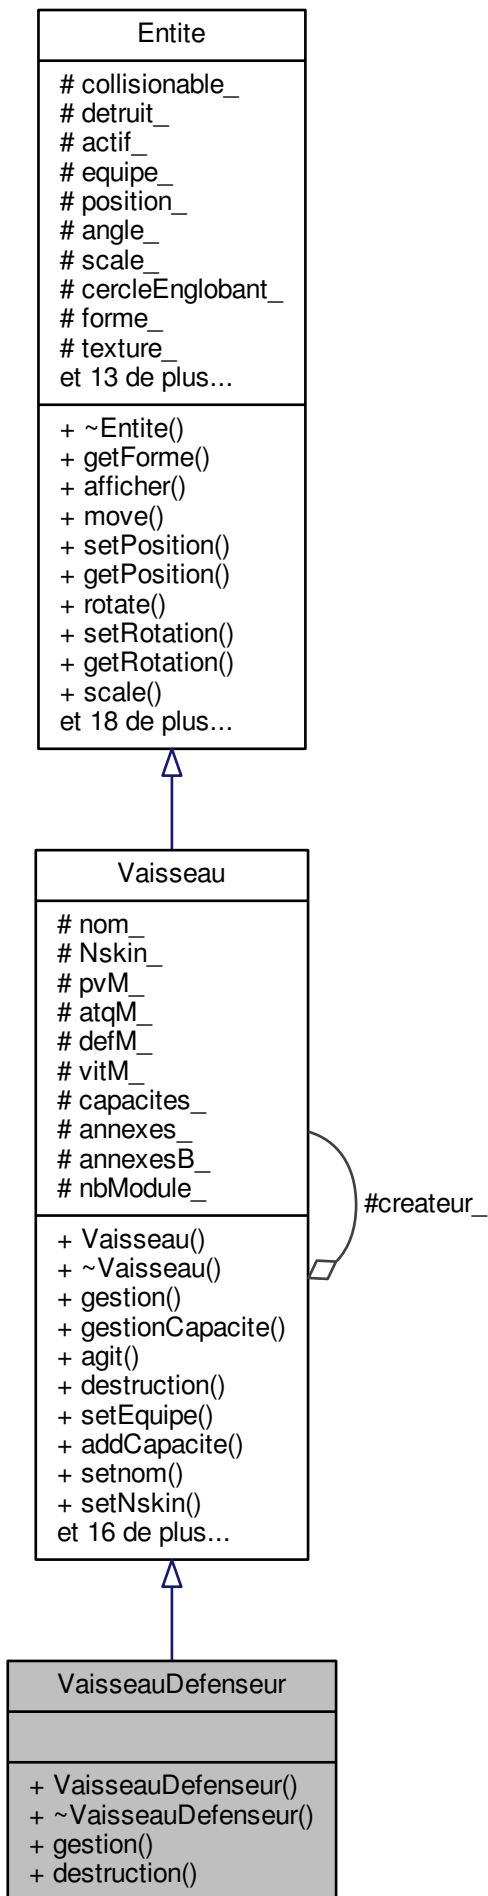 Entite
# collisionable_
# detruit_
# actif_
# equipe_
# position_
# angle_
# scale_
# cercleEnglobant_
# forme_
# texture_
et 13 de plus...
+ ~Entite()
+ getForme()
+ afficher()
+ move()
+ setPosition()
+ getPosition()
+ rotate()
+ setRotation()
+ getRotation()
+ scale()
et 18 de plus...
Vaisseau
# nom_
# Nskin_
# pvM_
# atqM_
# defM_
# vitM_
# capacites_
# annexes_
# annexesB_
# nbModule_
+ Vaisseau()
+ ~Vaisseau()
+ gestion()
+ gestionCapacite()
+ agit()
+ destruction()
+ setEquipe()
+ addCapacite()
+ setnom()
+ setNskin()
et 16 de plus...
#createur_
VaisseauDefenseur
+ VaisseauDefenseur()
+ ~VaisseauDefenseur()
+ gestion()
+ destruction()